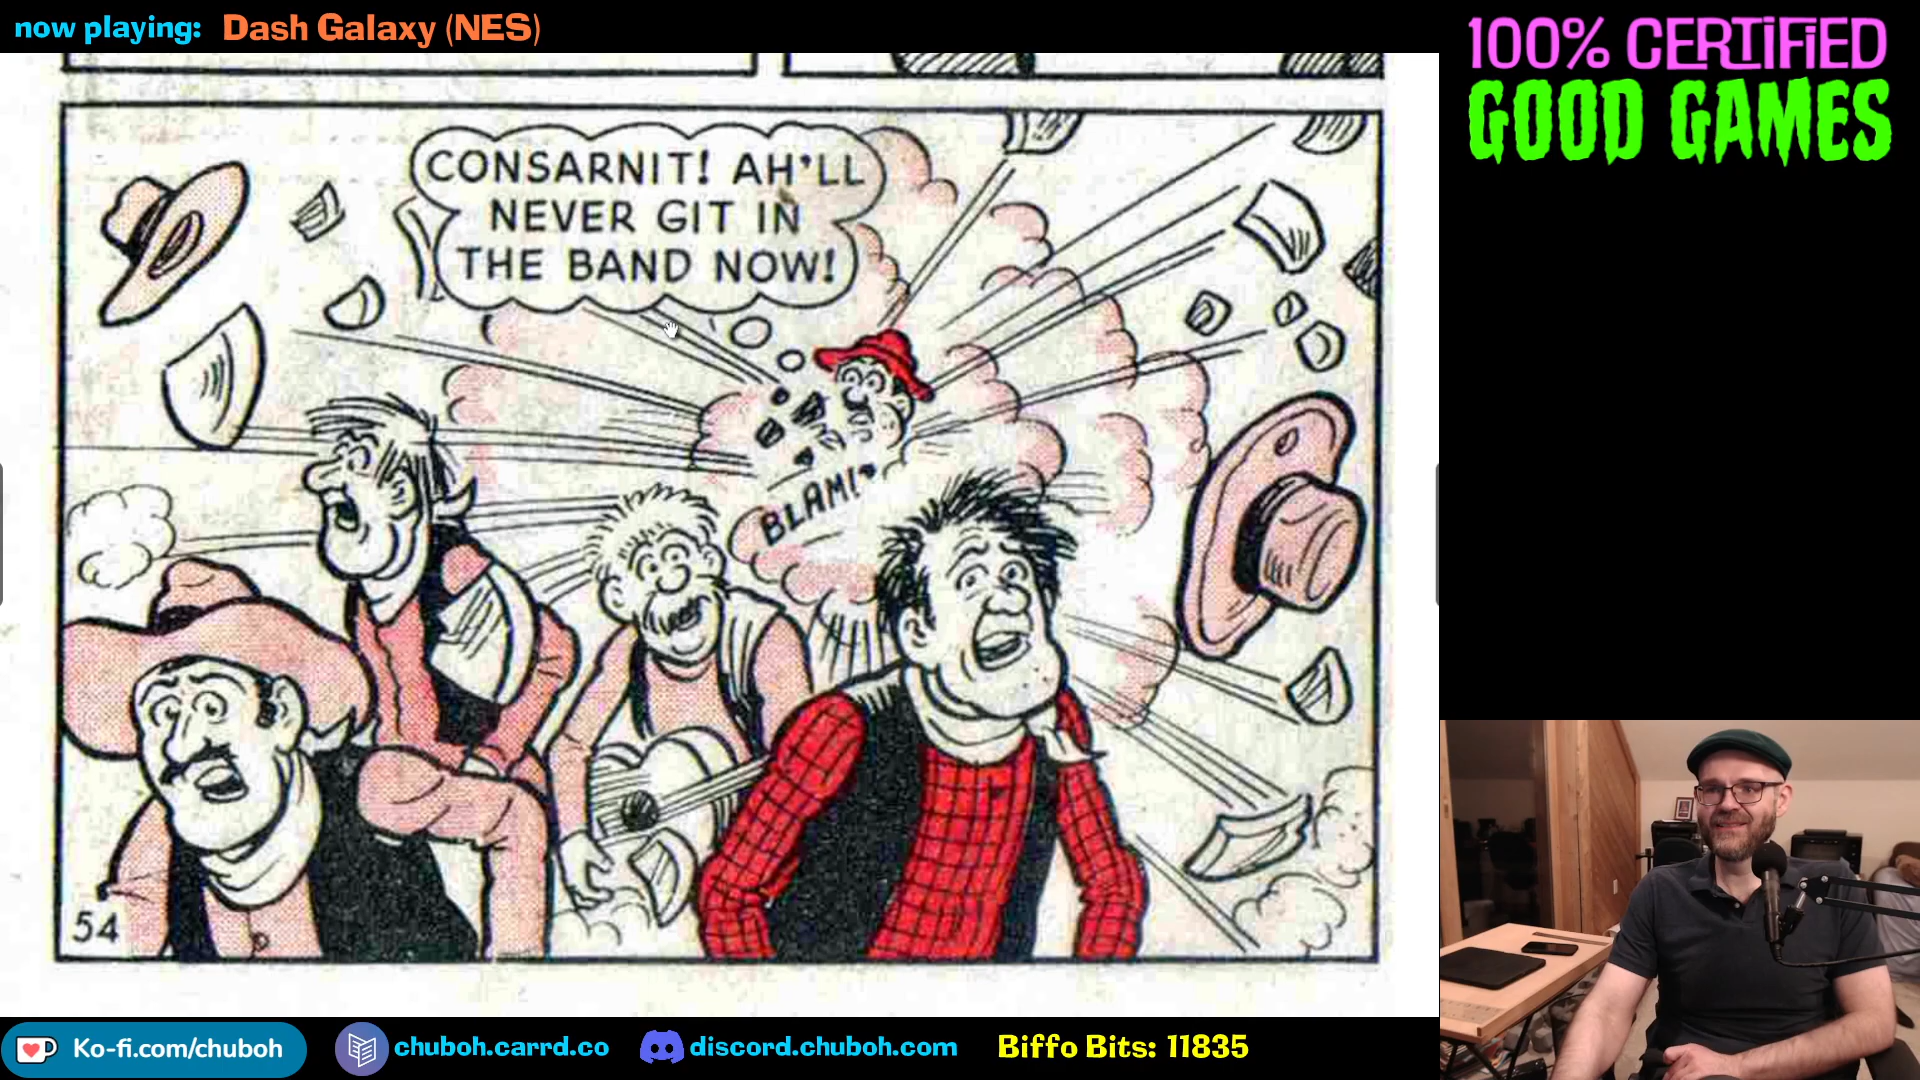 now playing: Dash Galaxy (NES)
100% CERTiFiED
GOOD GAMES
CONSARNIT! AH'LL
NEVER GIT IN
THE BAND NOW!
BLAM!
54
Ko-fi.com/chuboh
chuboh.carrd.co
discord.chuboh.com
Biffo Bits: 11835